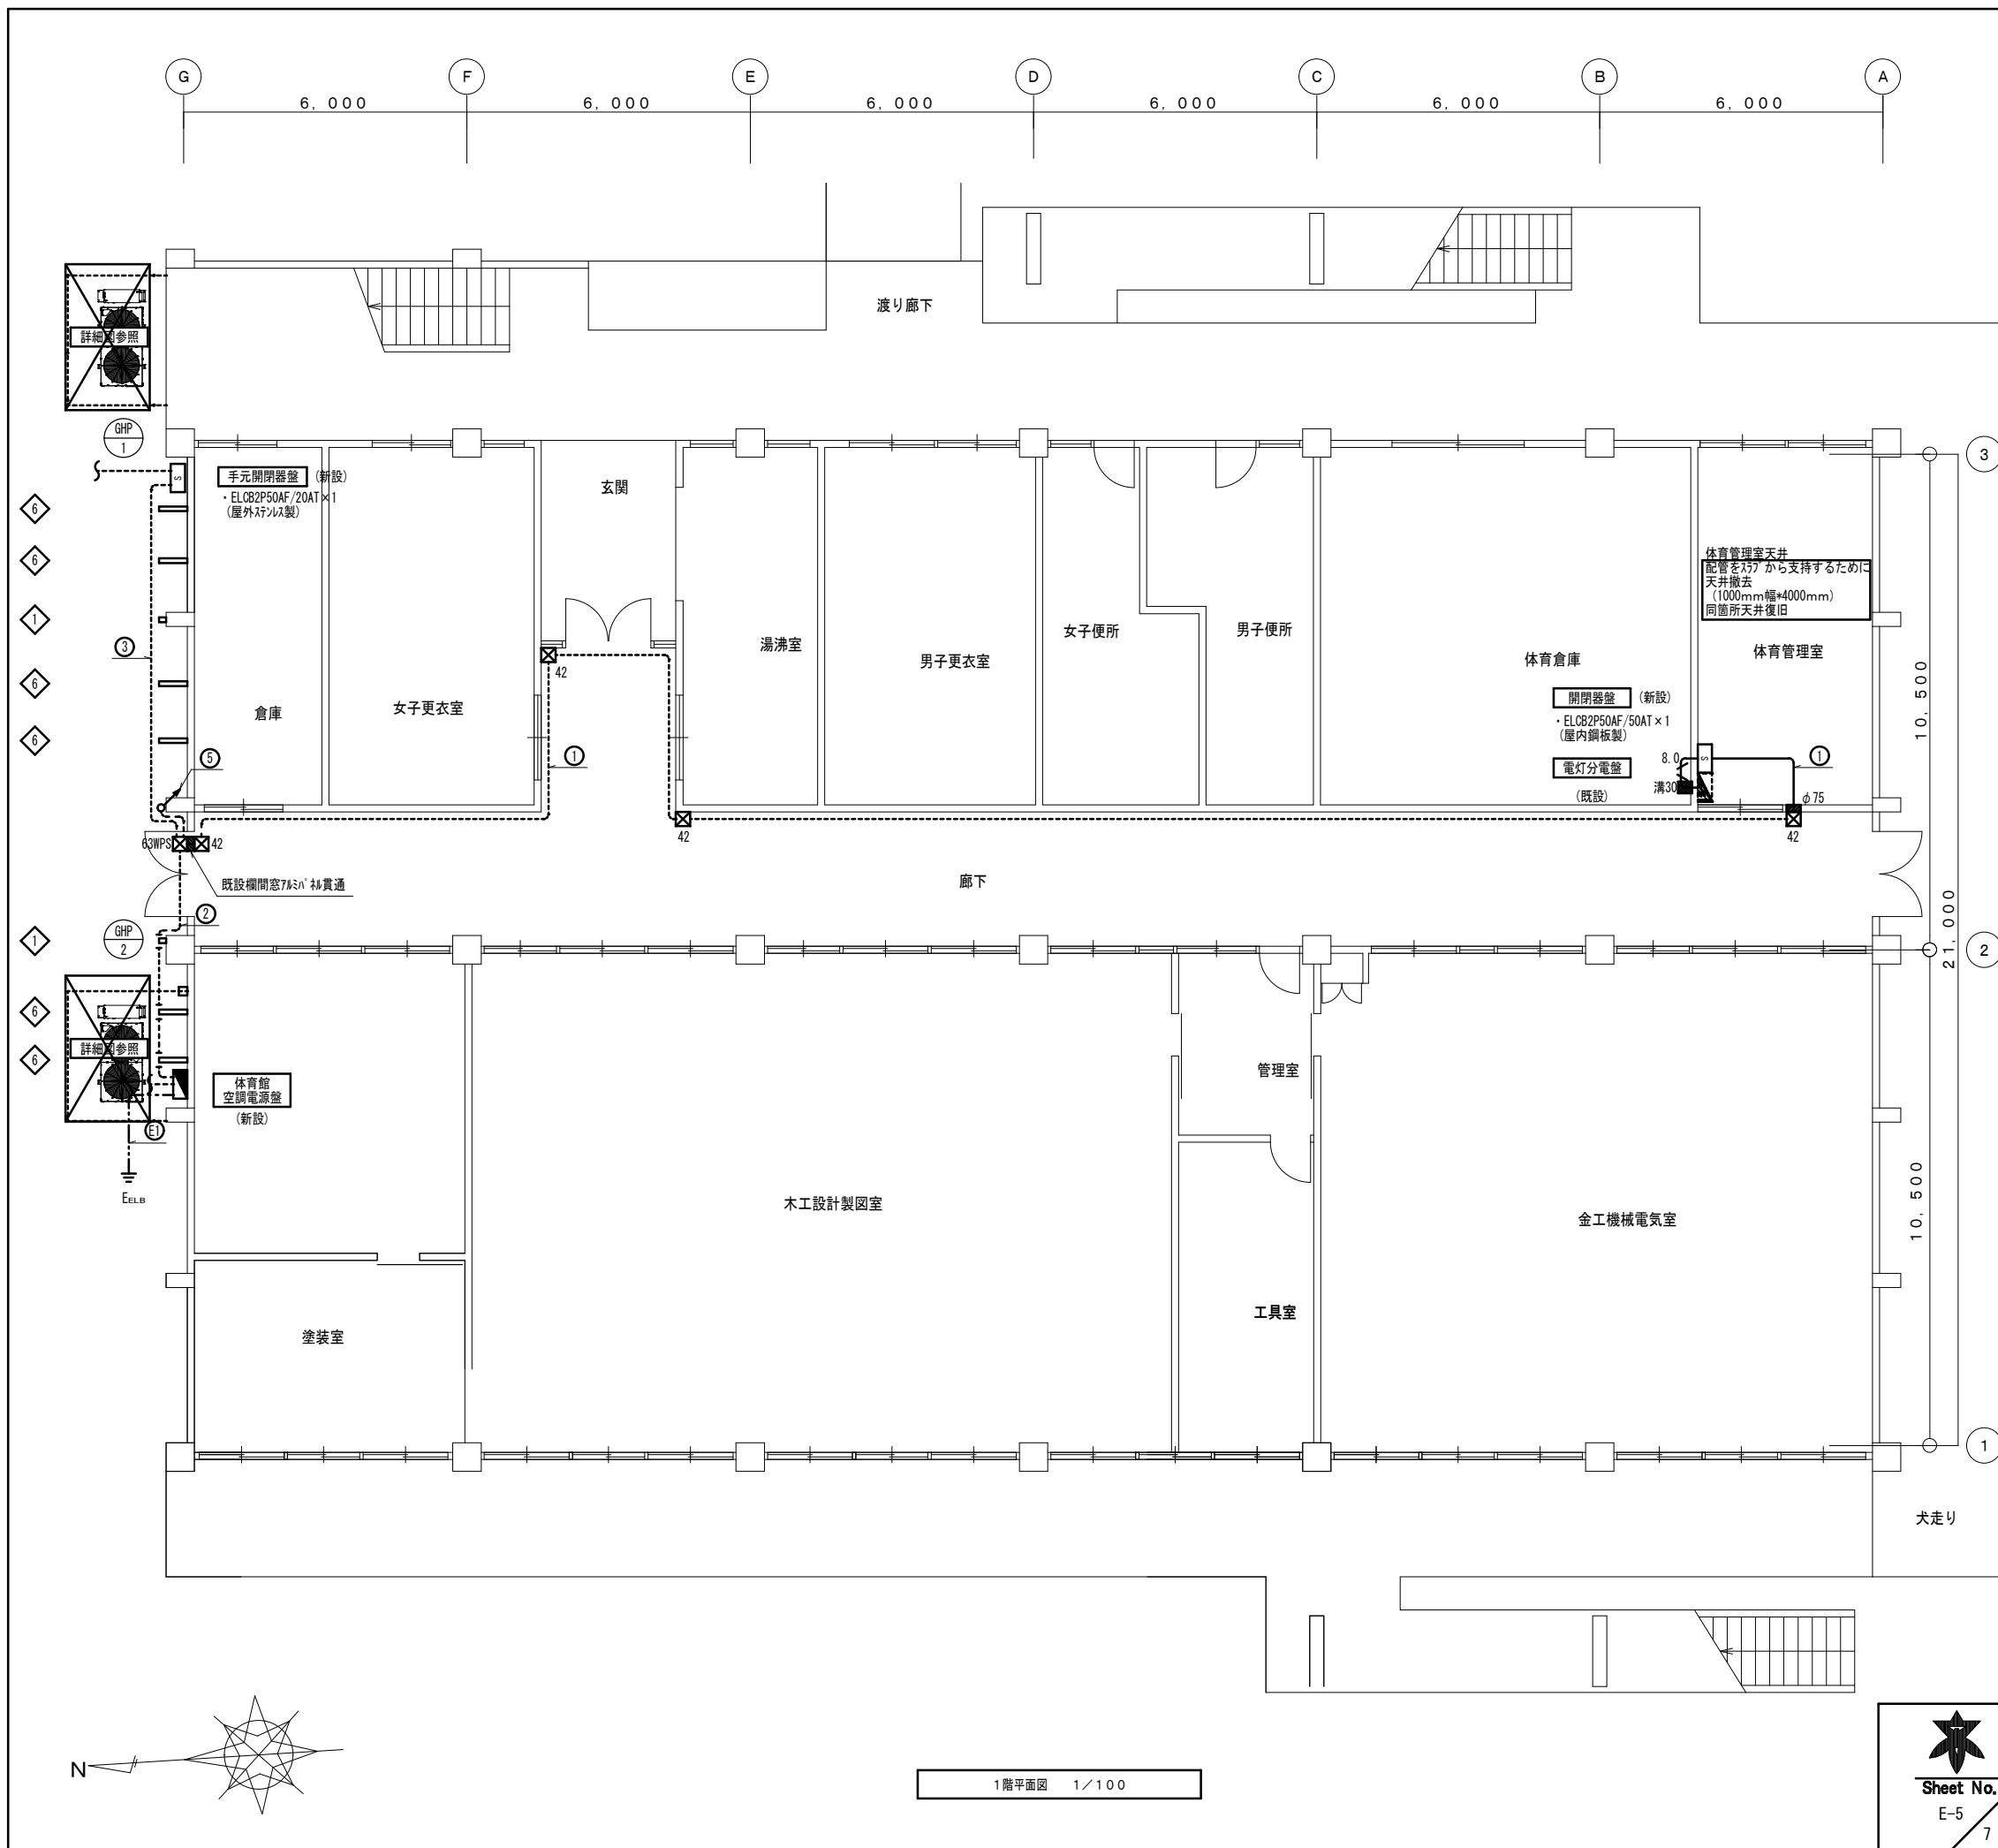 G F E D C B A
6,000 6,000 6,000 6,000 6,000 6,000
渡り廊下
詳細図参照
GHP
1
3
手元開閉器盤 (新設)
・ELCB2P50AF/20AT×1
(屋外ステンレス製)
玄関
6
6
体育管理室天井
配管をスラブから支持するために
天井撤去
(1000mm幅*4000mm)
同箇所天井復旧
1
3
湯沸室
女子便所
男子便所
男子更衣室
体育倉庫
体育管理室
42
6
倉庫
女子更衣室
開閉器盤 (新設)
・ELCB2P50AF/50AT×1
(屋内鋼板製)
10,500
6
5
1
8.0
S
S
1
電灯分電盤
(既設)
溝30
φ75
63WPS
42
42
42
既設欄間窓アルミパネル貫通
廊下
2
21,000
1
GHP
2
2
6
詳細図参照
6
管理室
体育館
空調電源盤
(新設)
E1
EELB
木工設計製図室
金工機械電気室
10,500
塗装室
工具室
1
犬走り
N
1階平面図 1/100
Sheet No.
E-5
7